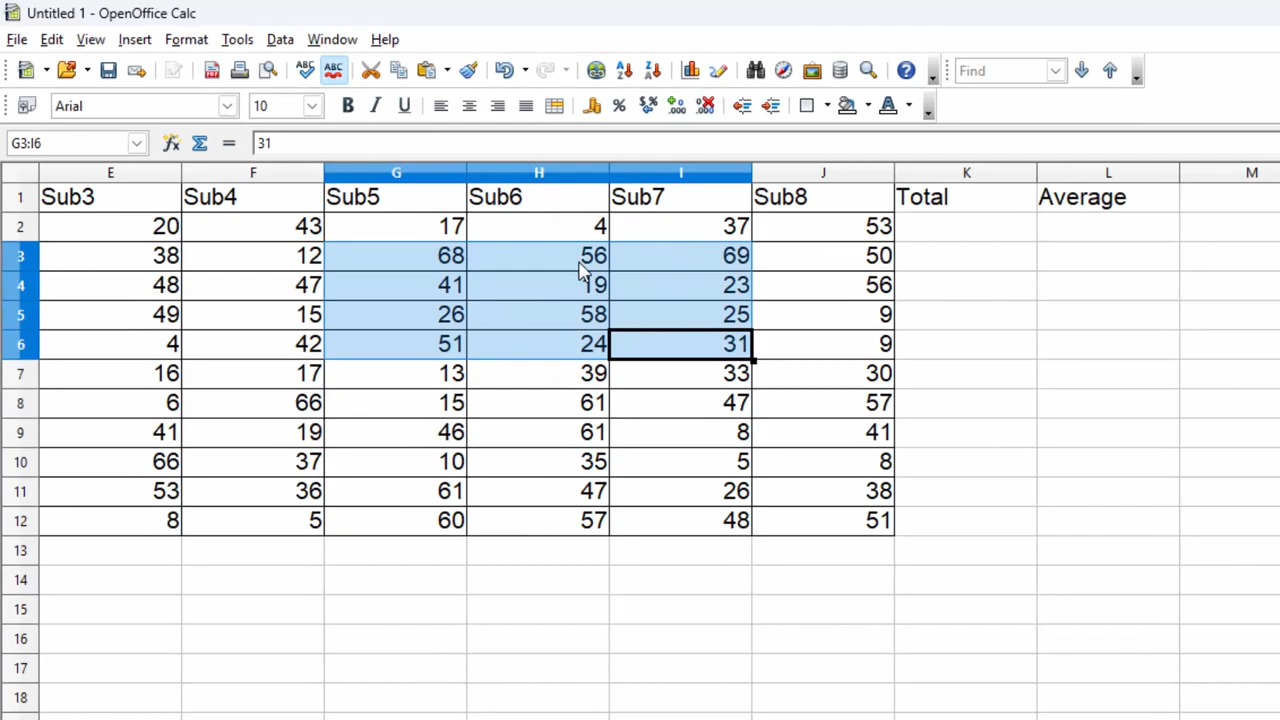 Untitled 1 - OpenOffice Calc
File Edit View Insert Format Tools Data Window Help
ABC ABC PDF Find
Arial 10 B I U
G3:I6 31
E F G H I J K L M
1 Sub3 Sub4 Sub5 Sub6 Sub7 Sub8 Total Average
2 20 43 17 4 37 53
3 38 12 68 56 69 50
4 48 47 41 19 23 56
5 49 15 26 58 25 9
6 4 42 51 24 31 9
7 16 17 13 39 33 30
8 6 66 15 61 47 57
9 41 19 46 61 8 41
10 66 37 10 35 5 8
11 53 36 61 47 26 38
12 8 5 60 57 48 51
13
14
15
16
17
18